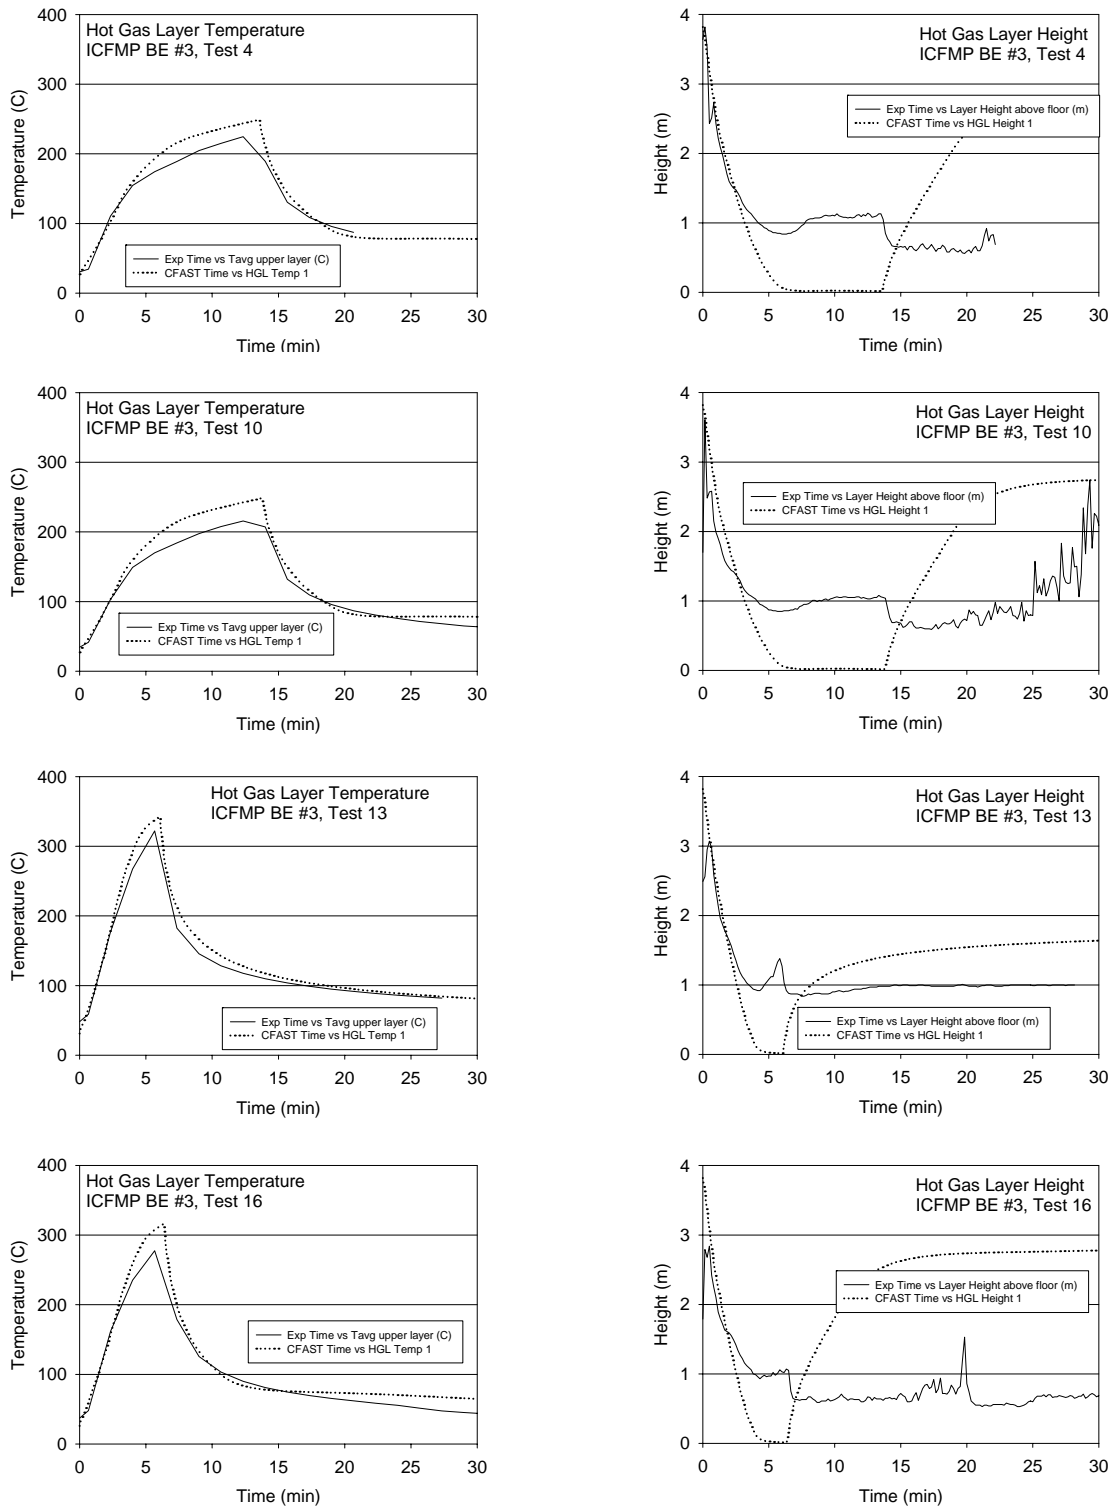 Hot Gas Layer Temperature
ICFMP BE #3, Test 4
Temperature (C)
400
300
200
100
0
Exp Time vs Tavg upper layer (C)
CFAST Time vs HGL Temp 1
0 5 10 15 20 25 30
Time (min)
Hot Gas Layer Height
ICFMP BE #3, Test 4
Height (m)
4
3
2
1
0
Exp Time vs Layer Height above floor (m)
CFAST Time vs HGL Height 1
0 5 10 15 20 25 30
Time (min)
Hot Gas Layer Temperature
ICFMP BE #3, Test 10
Temperature (C)
400
300
200
100
0
Exp Time vs Tavg upper layer (C)
CFAST Time vs HGL Temp 1
0 5 10 15 20 25 30
Time (min)
Hot Gas Layer Height
ICFMP BE #3, Test 10
Height (m)
4
3
2
1
0
Exp Time vs Layer Height above floor (m)
CFAST Time vs HGL Height 1
0 5 10 15 20 25 30
Time (min)
Hot Gas Layer Temperature
ICFMP BE #3, Test 13
Temperature (C)
400
300
200
100
0
Exp Time vs Tavg upper layer (C)
CFAST Time vs HGL Temp 1
0 5 10 15 20 25 30
Time (min)
Hot Gas Layer Height
ICFMP BE #3, Test 13
Height (m)
4
3
2
1
0
Exp Time vs Layer Height above floor (m)
CFAST Time vs HGL Height 1
0 5 10 15 20 25 30
Time (min)
Hot Gas Layer Temperature
ICFMP BE #3, Test 16
Temperature (C)
400
300
200
100
0
Exp Time vs Tavg upper layer (C)
CFAST Time vs HGL Temp 1
0 5 10 15 20 25 30
Time (min)
Hot Gas Layer Height
ICFMP BE #3, Test 16
Height (m)
4
3
2
1
0
Exp Time vs Layer Height above floor (m)
CFAST Time vs HGL Height 1
0 5 10 15 20 25 30
Time (min)